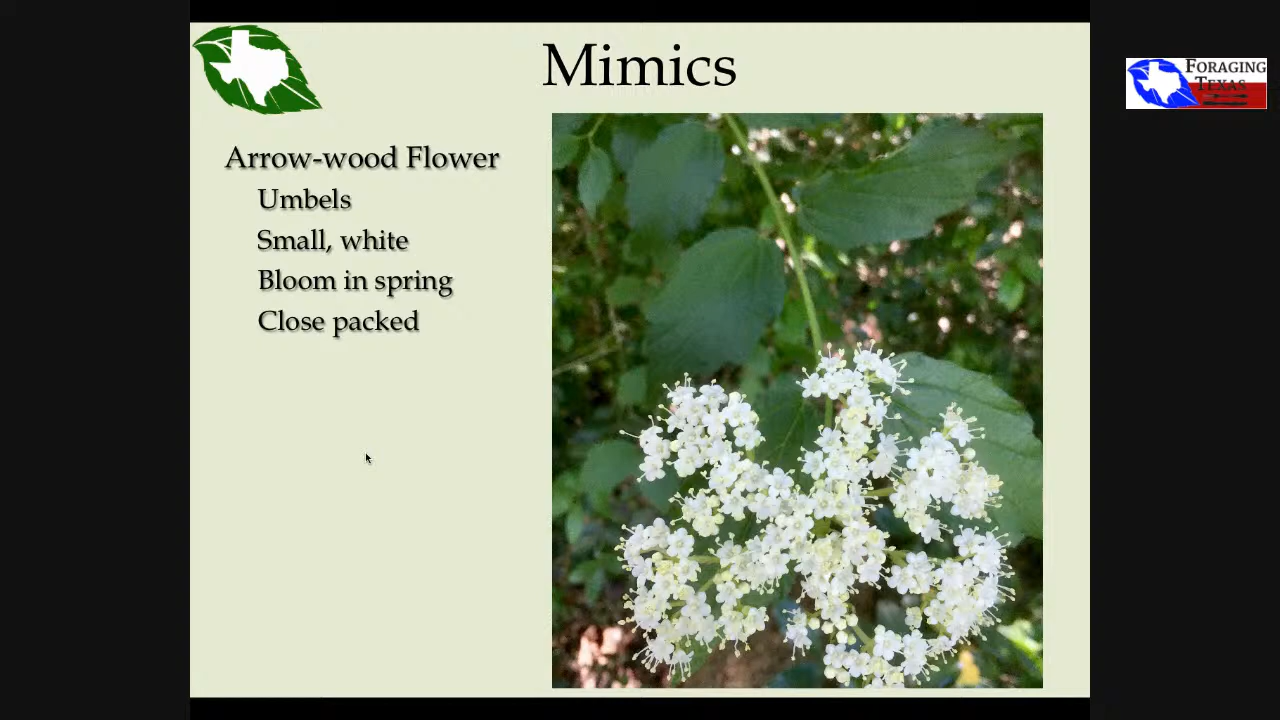 Mimics
FORAGING
TEXAS
Arrow-wood Flower
Umbels
Small, white
Bloom in spring
Close packed